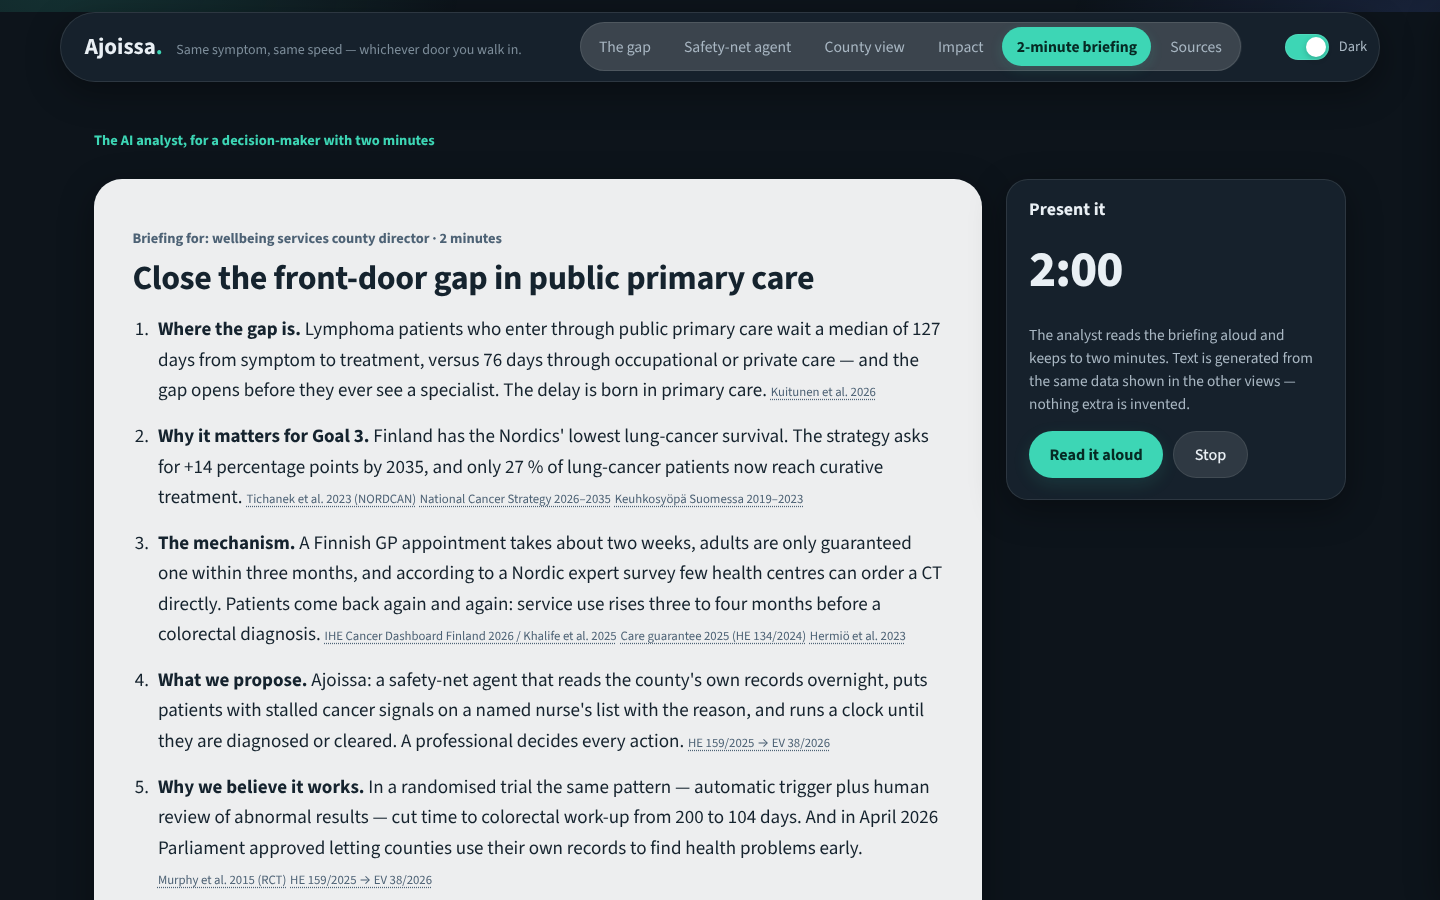 Ajoissa. Same symptom, same speed — whichever door you walk in.
The gap Safety-net agent County view Impact 2-minute briefing Sources
Dark
The AI analyst, for a decision-maker with two minutes
Briefing for: wellbeing services county director · 2 minutes
Close the front-door gap in public primary care
1. Where the gap is. Lymphoma patients who enter through public primary care wait a median of 127
days from symptom to treatment, versus 76 days through occupational or private care — and the
gap opens before they ever see a specialist. The delay is born in primary care. Kuitunen et al. 2026
2. Why it matters for Goal 3. Finland has the Nordics' lowest lung-cancer survival. The strategy asks
for +14 percentage points by 2035, and only 27 % of lung-cancer patients now reach curative
treatment. Tichanek et al. 2023 (NORDCAN) National Cancer Strategy 2026–2035 Keuhkosyöpä Suomessa 2019–2023
3. The mechanism. A Finnish GP appointment takes about two weeks, adults are only guaranteed
one within three months, and according to a Nordic expert survey few health centres can order a CT
directly. Patients come back again and again: service use rises three to four months before a
colorectal diagnosis. IHE Cancer Dashboard Finland 2026 / Khalife et al. 2025 Care guarantee 2025 (HE 134/2024) Hermiö et al. 2023
4. What we propose. Ajoissa: a safety-net agent that reads the county's own records overnight, puts
patients with stalled cancer signals on a named nurse's list with the reason, and runs a clock until
they are diagnosed or cleared. A professional decides every action. HE 159/2025 → EV 38/2026
5. Why we believe it works. In a randomised trial the same pattern — automatic trigger plus human
review of abnormal results — cut time to colorectal work-up from 200 to 104 days. And in April 2026
Parliament approved letting counties use their own records to find health problems early.
Murphy et al. 2015 (RCT) HE 159/2025 → EV 38/2026
Present it
2:00
The analyst reads the briefing aloud and
keeps to two minutes. Text is generated from
the same data shown in the other views —
nothing extra is invented.
Read it aloud Stop